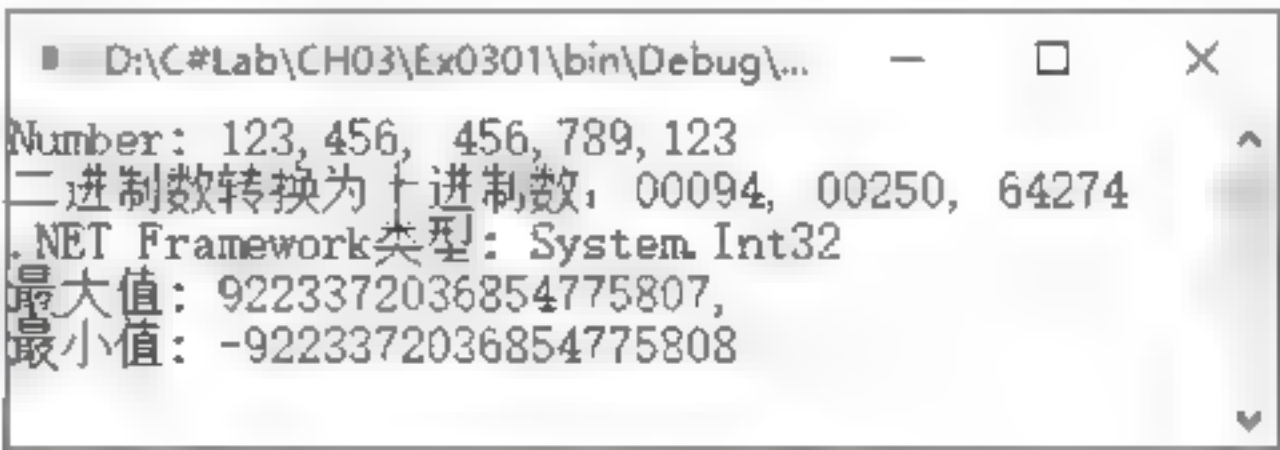 D:\C#Lab\CH03\Ex0301\bin\Debug\...
Number: 123,456, 456,789,123
二进制数转换为十进制数: 00094, 00250, 64274
.NET Framework类型: System.Int32
最大值: 9223372036854775807,
最小值: -9223372036854775808